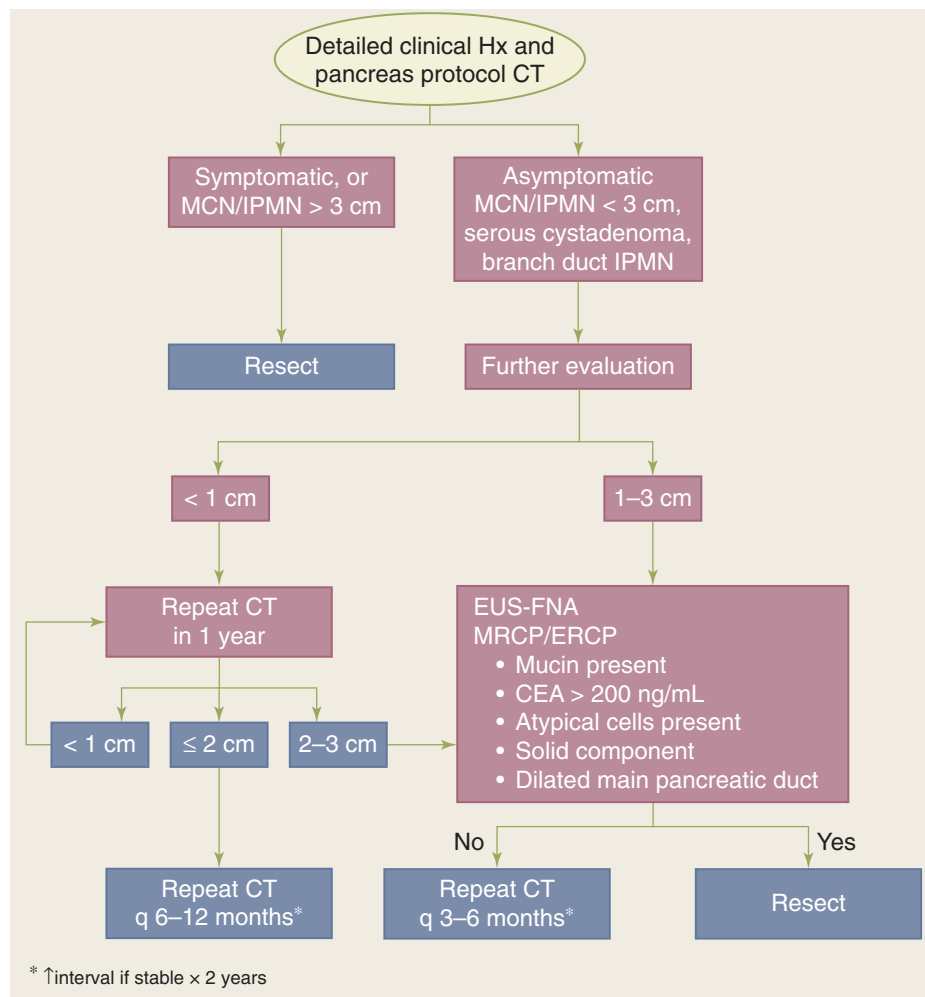 Detailed clinical Hx and
pancreas protocol CT
Symptomatic, or
MCN/IPMN > 3 cm
Asymptomatic
MCN/IPMN < 3 cm,
serous cystadenoma,
branch duct IPMN
Resect
Further evaluation
< 1 cm
1–3 cm
Repeat CT
in 1 year
EUS-FNA
MRCP/ERCP
• Mucin present
• CEA > 200 ng/mL
• Atypical cells present
• Solid component
• Dilated main pancreatic duct
< 1 cm
≤ 2 cm
2–3 cm
No
Yes
Repeat CT
q 6–12 months*
Repeat CT
q 3–6 months*
Resect
* ↑interval if stable × 2 years